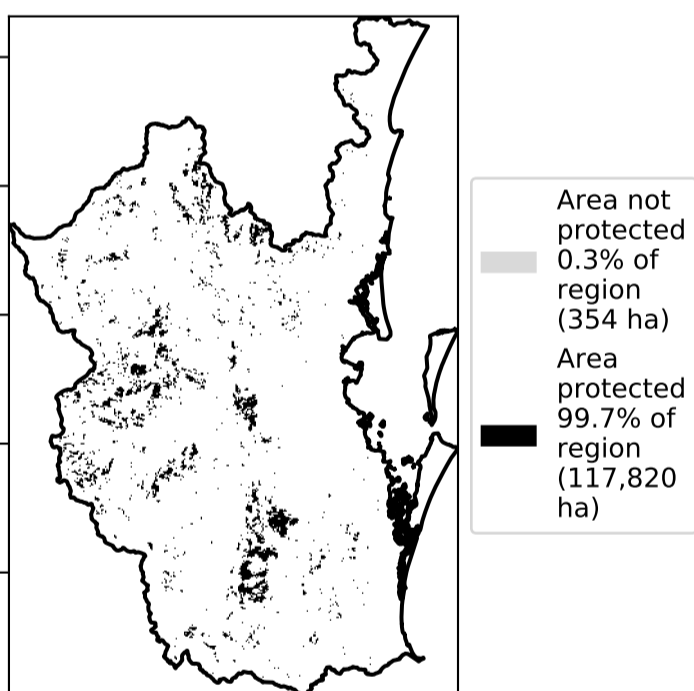 Area not
protected
0.3% of
region
(354 ha)
Area
protected
99.7% of
region
(117,820
ha)